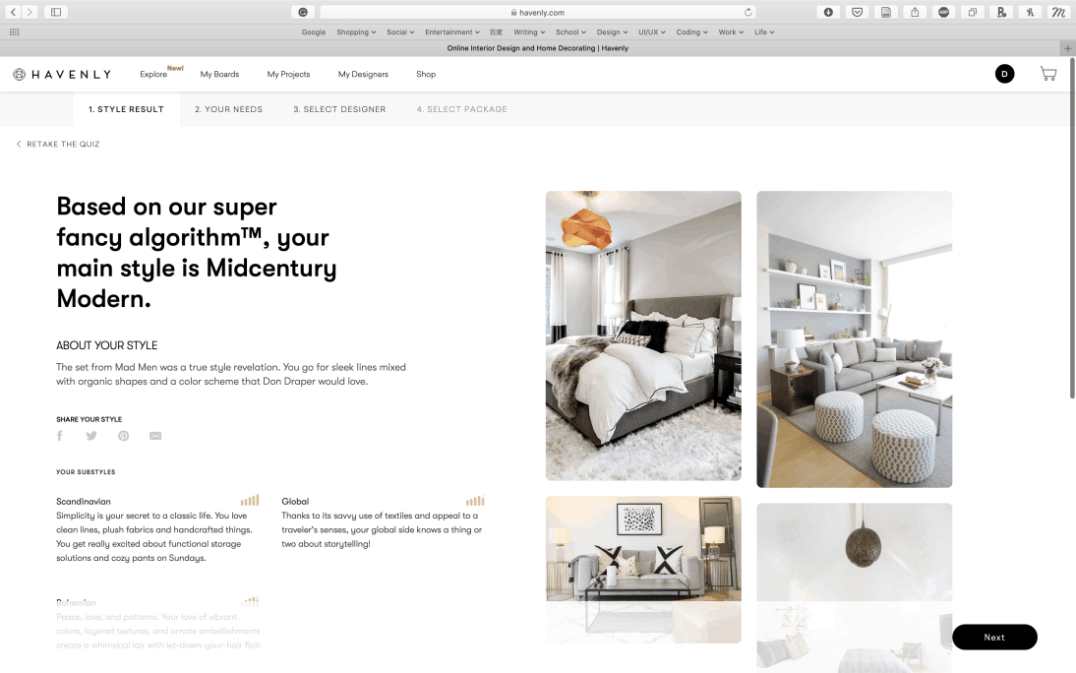 havenly.com
Google Shopping Social Entertainment 百度 Writing School Design UI/UX Coding Work Life
Online Interior Design and Home Decorating | Havenly
HAVENLY Explore New! My Boards My Projects My Designers Shop D
1. STYLE RESULT 2. YOUR NEEDS 3. SELECT DESIGNER 4. SELECT PACKAGE
RETAKE THE QUIZ
Based on our super
fancy algorithm™, your
main style is Midcentury
Modern.
ABOUT YOUR STYLE
The set from Mad Men was a true style revelation. You go for sleek lines mixed
with organic shapes and a color scheme that Don Draper would love.
SHARE YOUR STYLE
YOUR SUBSTYLES
Scandinavian
Simplicity is your secret to a classic life. You love
clean lines, plush fabrics and handcrafted things.
You get really excited about functional storage
solutions and cozy pants on Sundays.
Global
Thanks to its savvy use of textiles and appeal to a
traveler's senses, your global side knows a thing or
two about storytelling!
Bohemian
Peace, love, and patterns. Your love of vibrant
colors, layered textures, and ornate embellishments
create a whimsical lair with let-down-your-hair flair.
Next